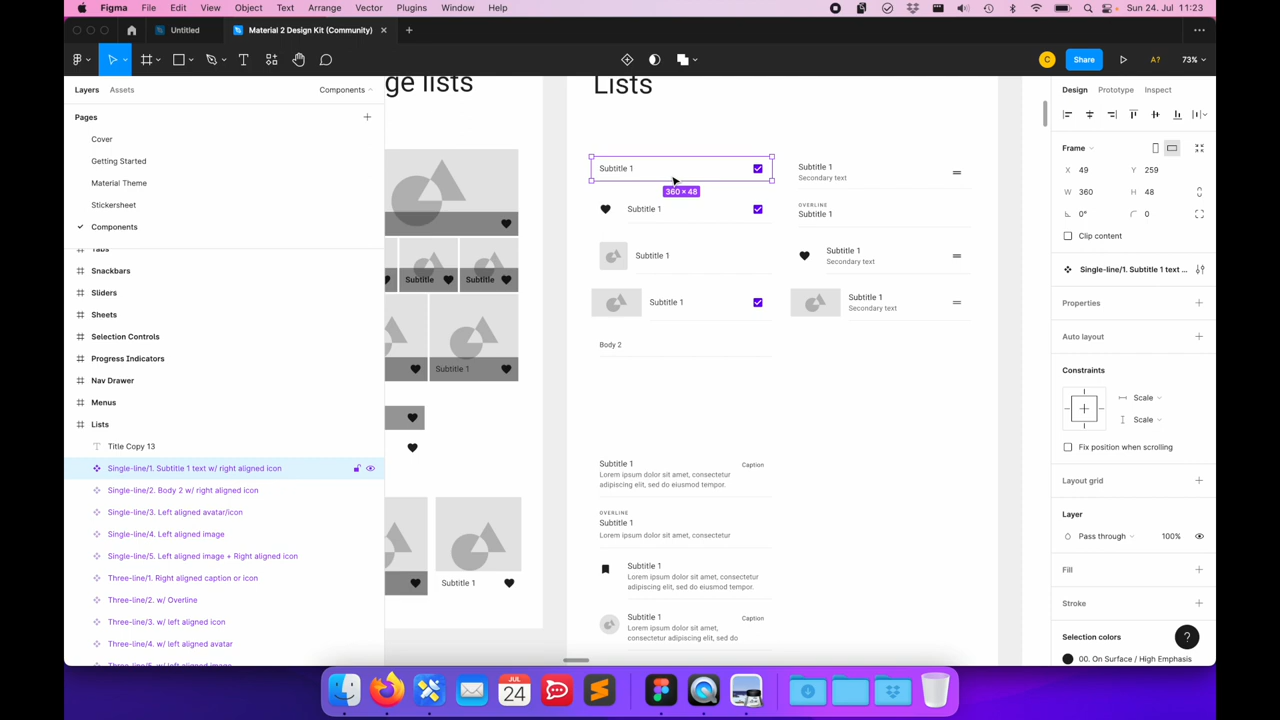 Figma File Edit View Object Text Arrange Vector Plugins Window Help Sun 24. Jul 11:23
Untitled Material 2 Design Kit (Community)
C Share A? 73%
Layers Assets Components
Pages
Cover
Getting Started
Material Theme
Stickersheet
Components
Tabs
Snackbars
Sliders
Sheets
Selection Controls
Progress Indicators
Nav Drawer
Menus
Lists
Title Copy 13
Single-line/1. Subtitle 1 text w/ right aligned icon
Single-line/2. Body 2 w/ right aligned icon
Single-line/3. Left aligned avatar/icon
Single-line/4. Left aligned image
Single-line/5. Left aligned image + Right aligned icon
Three-line/1. Right aligned caption or icon
Three-line/2. w/ Overline
Three-line/3. w/ left aligned icon
Three-line/4. w/ left aligned avatar
Three-line/5. w/ left aligned image
ge lists
Subtitle Subtitle
Subtitle 1
Subtitle 1
Lists
Subtitle 1
360 × 48
Subtitle 1
Subtitle 1
Subtitle 1
Body 2
Subtitle 1
Secondary text
OVERLINE
Subtitle 1
Subtitle 1
Secondary text
Subtitle 1
Secondary text
Subtitle 1 Caption
Lorem ipsum dolor sit amet, consectetur
adipiscing elit, sed do eiusmod tempor.
OVERLINE
Subtitle 1
Lorem ipsum dolor sit amet, consectetur
Subtitle 1
Lorem ipsum dolor sit amet, consectetur
adipiscing elit, sed do eiusmod tempor.
Subtitle 1 Caption
Lorem ipsum dolor sit amet,
consectetur adipiscing elit, sed do
Design Prototype Inspect
Frame
X 49 Y 259
W 360 H 48
0° 0
Clip content
Single-line/1. Subtitle 1 text ...
Properties
Auto layout
Constraints
Scale
Scale
Fix position when scrolling
Layout grid
Layer
Pass through 100%
Fill
Stroke
Selection colors
?
00. On Surface / High Emphasis
JUL
24